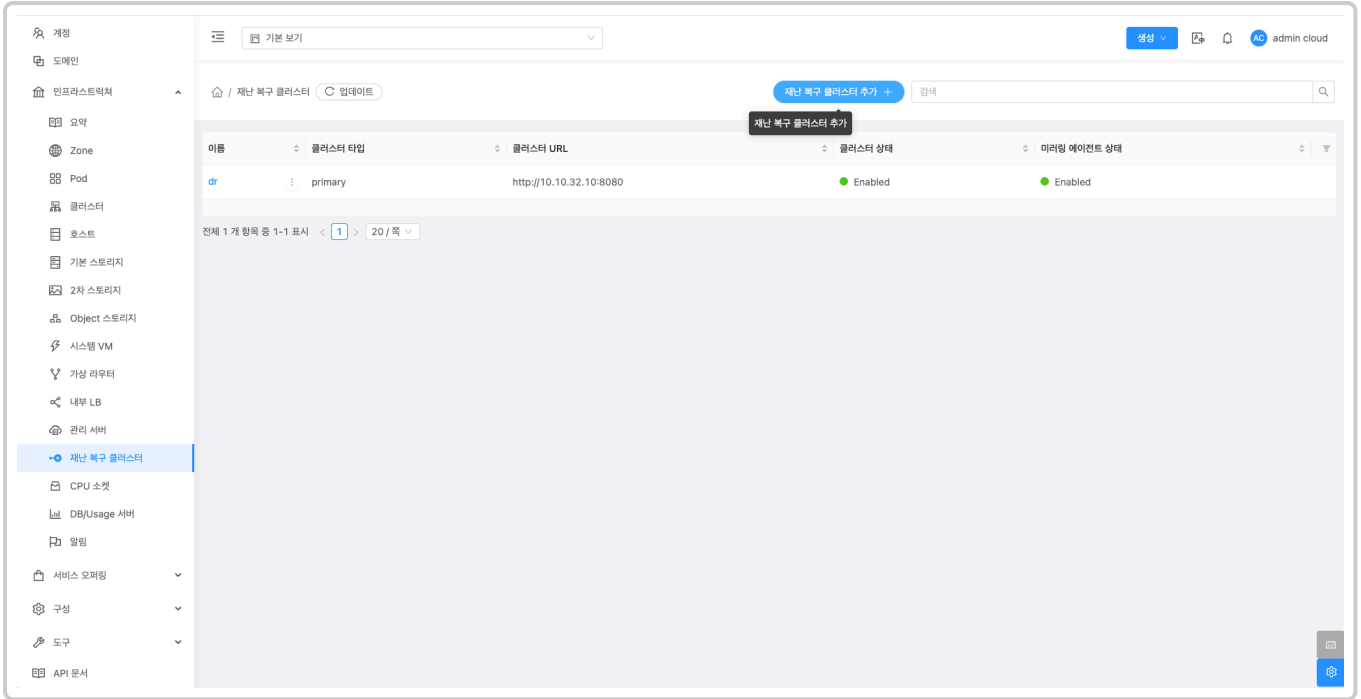 계정
도메인
인프라스트럭쳐
요약
Zone
Pod
클러스터
호스트
기본 스토리지
2차 스토리지
Object 스토리지
시스템 VM
가상 라우터
내부 LB
관리 서버
재난 복구 클러스터
CPU 소켓
DB/Usage 서버
알림
서비스 오퍼링
구성
도구
API 문서
기본 보기
생성
AC admin cloud
/ 재난 복구 클러스터 업데이트
재난 복구 클러스터 추가 +
검색
재난 복구 클러스터 추가
이름 클러스터 타입 클러스터 URL 클러스터 상태 미러링 에이전트 상태
dr primary http://10.10.32.10:8080 Enabled Enabled
전체 1 개 항목 중 1-1 표시 < 1 > 20 / 쪽